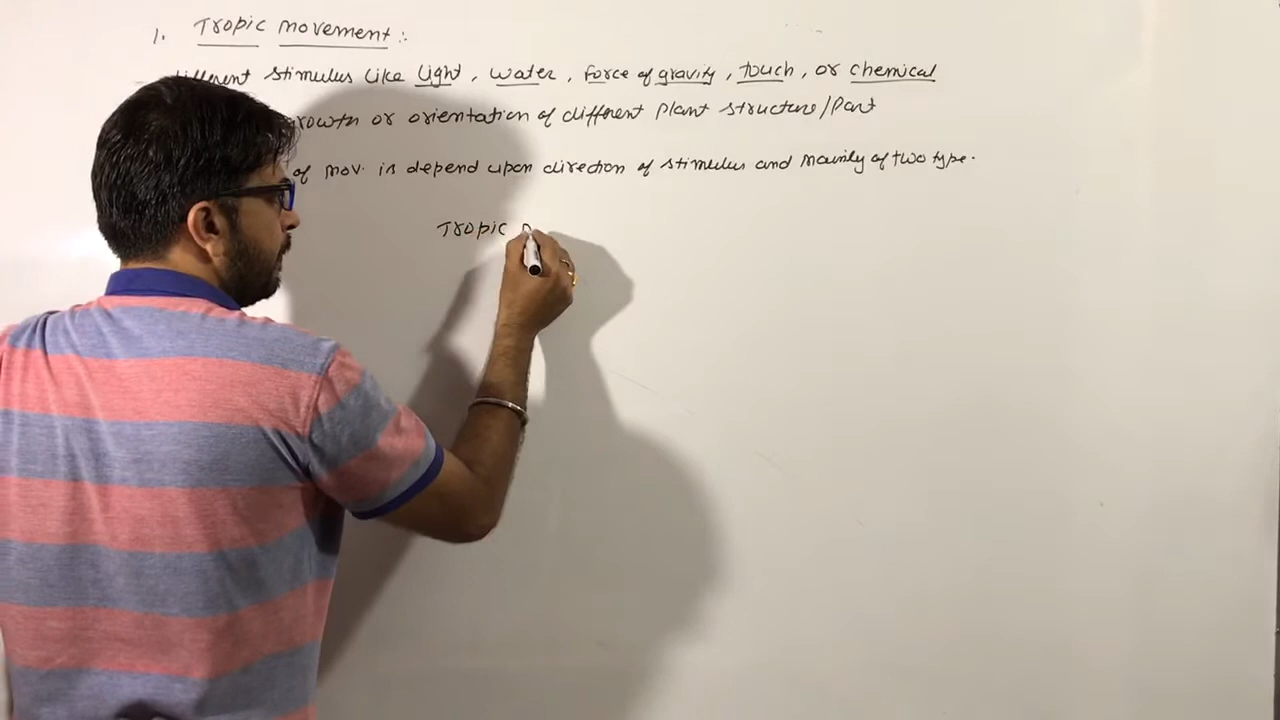 1. Tropic movement :
different stimulus like light, water, force of gravity, touch, or chemical
growth or orientation of different plant structure/part
of mov. is depend upon direction of stimulus and mainly of two type.
Tropic